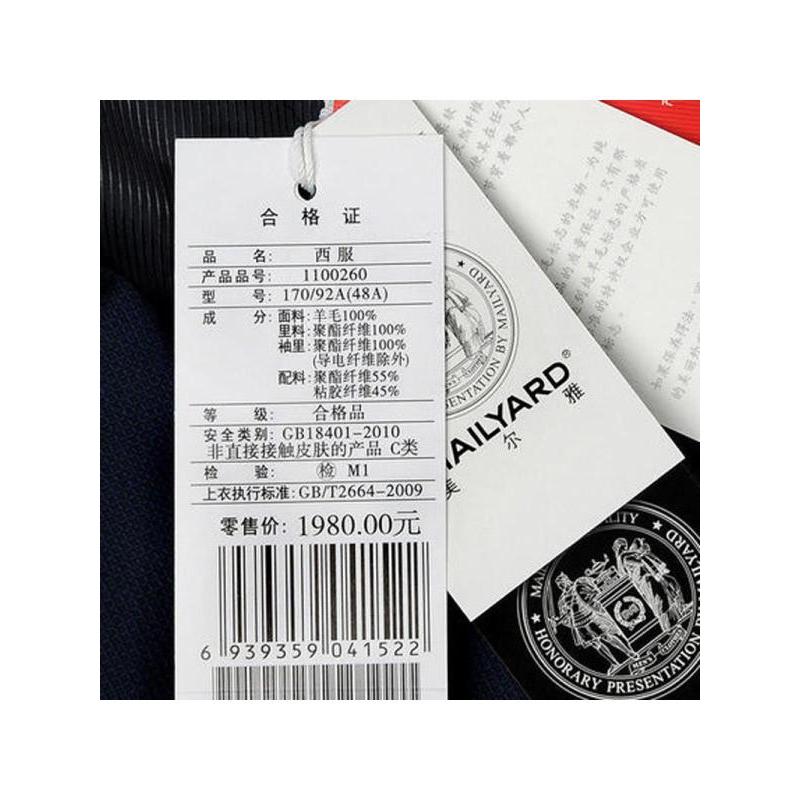 合格证
品 名： 西服
产品品号： 1100260
型 号： 170/92A(48A)
成 分： 面料：羊毛100%
里料：聚酯纤维100%
袖里：聚酯纤维100%
(导电纤维除外)
配料：聚酯纤维55%
粘胶纤维45%
等 级： 合格品
安全类别：GB18401-2010
非直接接触皮肤的产品 C类
检 验： 检 M1
上衣执行标准：GB/T2664-2009
零售价：1980.00元
6 939359 041522
ENTATION BY MAILYARD
MAILYARD®
美尔雅
HONORARY PRESENTATION BY MAILYARD
MEN'S